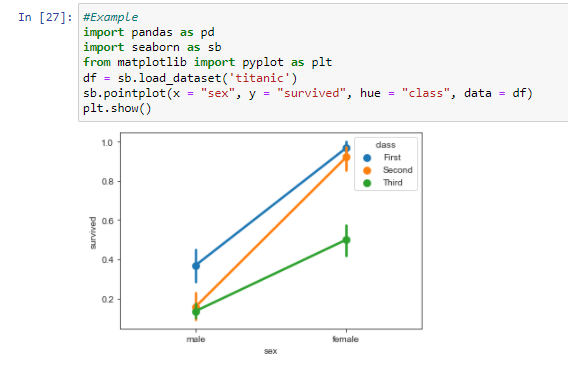 In [27]: #Example
import pandas as pd
import seaborn as sb
from matplotlib import pyplot as plt
df = sb.load_dataset('titanic')
sb.pointplot(x = "sex", y = "survived", hue = "class", data = df)
plt.show()
1.0
0.8
0.6
0.4
0.2
survived
class
First
Second
Third
male
female
sex